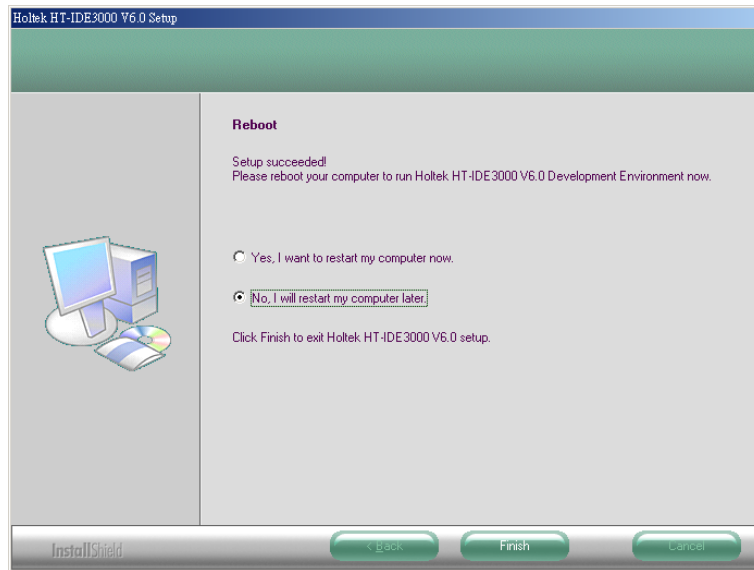 Holtek HT-IDE3000 V6.0 Setup
Reboot
Setup succeeded!
Please reboot your computer to run Holtek HT-IDE3000 V6.0 Development Environment now.
Yes, I want to restart my computer now.
No, I will restart my computer later.
Click Finish to exit Holtek HT-IDE3000 V6.0 setup.
InstallShield
< Back
Finish
Cancel